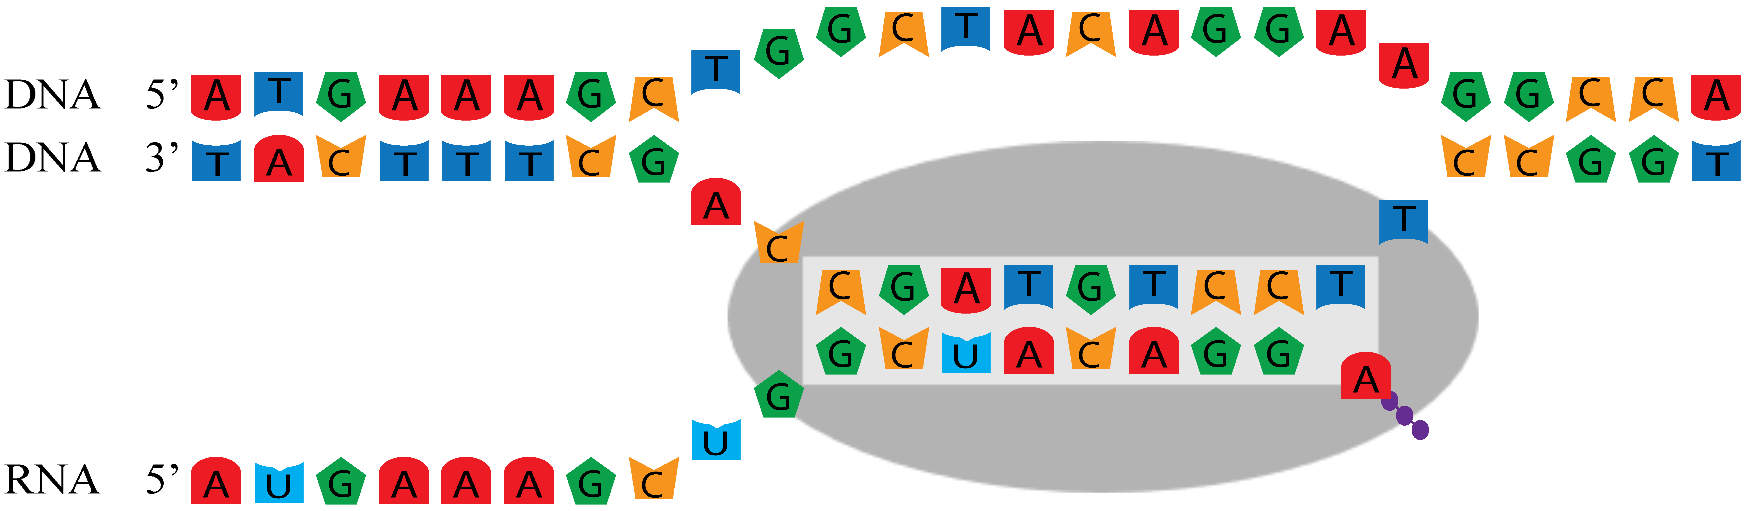 DNA 5’ A T G A A A G C T G G C T A C A G G A A G G C C A
DNA 3’ T A C T T T C G A C C G A T G T C C T T C C G G T
RNA 5’ A U G A A A G C U G G C U A C A G G A